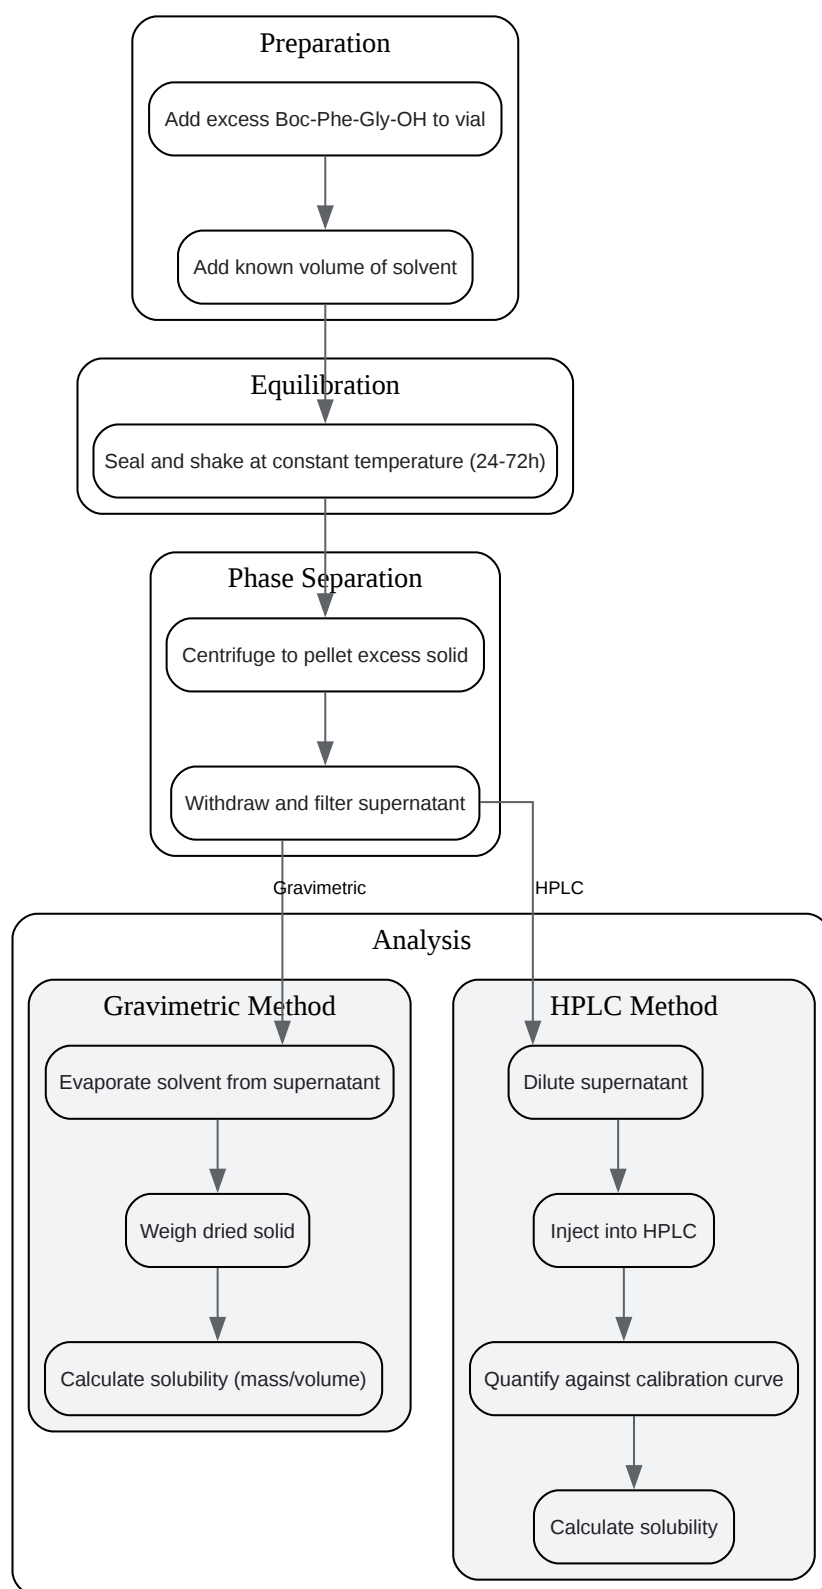 Preparation
Add excess Boc-Phe-Gly-OH to vial
Add known volume of solvent
Equilibration
Seal and shake at constant temperature (24-72h)
Phase Separation
Centrifuge to pellet excess solid
Withdraw and filter supernatant
Gravimetric
HPLC
Analysis
Gravimetric Method
Evaporate solvent from supernatant
Weigh dried solid
Calculate solubility (mass/volume)
HPLC Method
Dilute supernatant
Inject into HPLC
Quantify against calibration curve
Calculate solubility